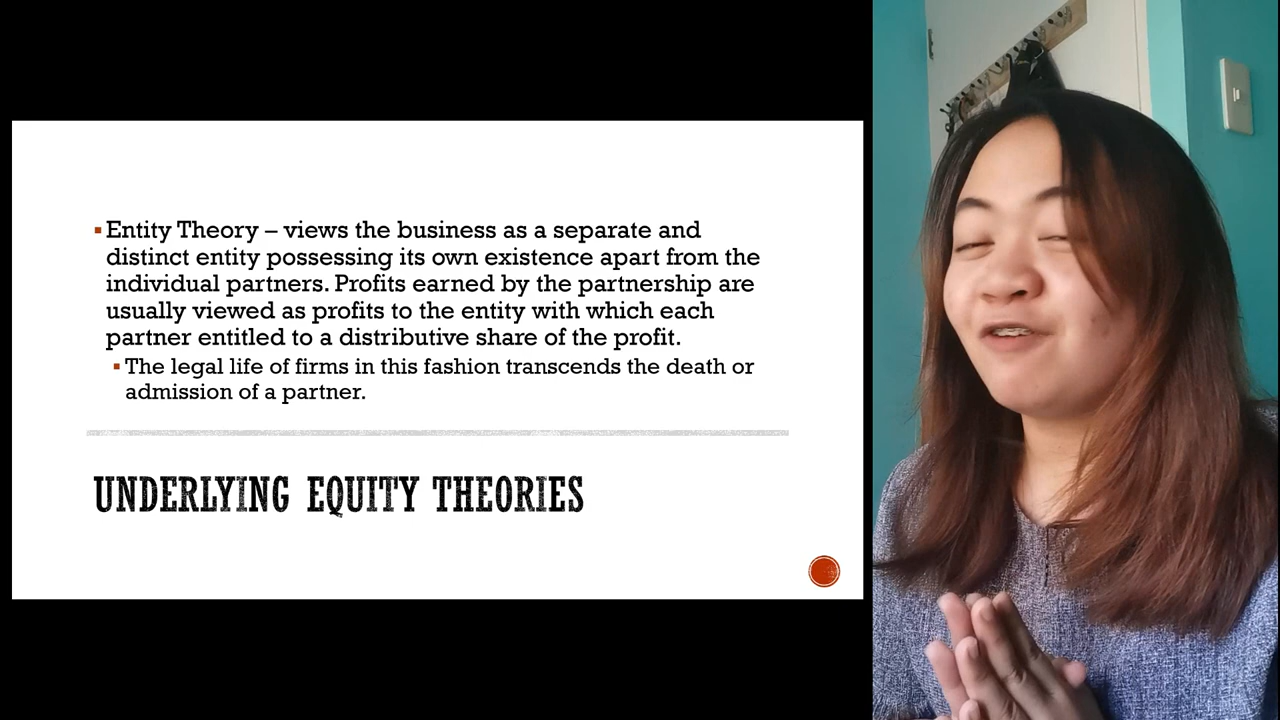 Entity Theory – views the business as a separate and
distinct entity possessing its own existence apart from the
individual partners. Profits earned by the partnership are
usually viewed as profits to the entity with which each
partner entitled to a distributive share of the profit.
The legal life of firms in this fashion transcends the death or
admission of a partner.
UNDERLYING EQUITY THEORIES